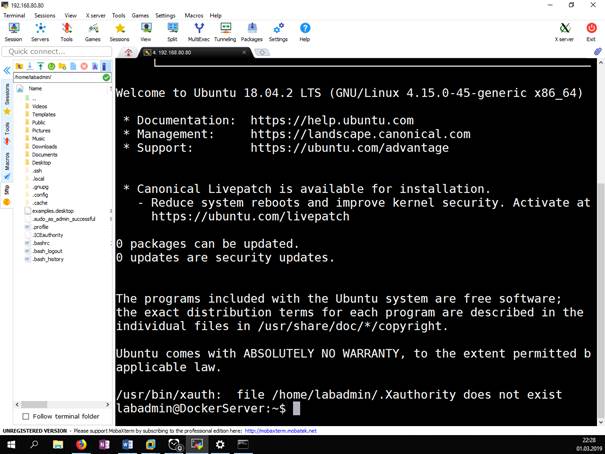 192.168.80.80
Terminal Sessions View X server Tools Games Settings Macros Help
Session Servers Tools Games Sessions View Split MultiExec Tunneling Packages Settings Help X server Exit
Quick connect...
4. 192.168.80.80
/home/labadmin/
Name
..
Videos
Templates
Public
Pictures
Music
Downloads
Documents
Desktop
.ssh
.local
.gnupg
.config
.cache
examples.desktop
.sudo_as_admin_successful
.profile
.ICEauthority
.bashrc
.bash_logout
.bash_history
Sessions
Tools
Macros
Sftp
Follow terminal folder
Welcome to Ubuntu 18.04.2 LTS (GNU/Linux 4.15.0-45-generic x86_64)
* Documentation: https://help.ubuntu.com
* Management: https://landscape.canonical.com
* Support: https://ubuntu.com/advantage
* Canonical Livepatch is available for installation.
- Reduce system reboots and improve kernel security. Activate at
https://ubuntu.com/livepatch
0 packages can be updated.
0 updates are security updates.
The programs included with the Ubuntu system are free software;
the exact distribution terms for each program are described in the
individual files in /usr/share/doc/*/copyright.
Ubuntu comes with ABSOLUTELY NO WARRANTY, to the extent permitted b
applicable law.
/usr/bin/xauth: file /home/labadmin/.Xauthority does not exist
labadmin@DockerServer:~$
UNREGISTERED VERSION - Please support MobaXterm by subscribing to the professional edition here: http://mobaxterm.mobatek.net
22:28
01.03.2019